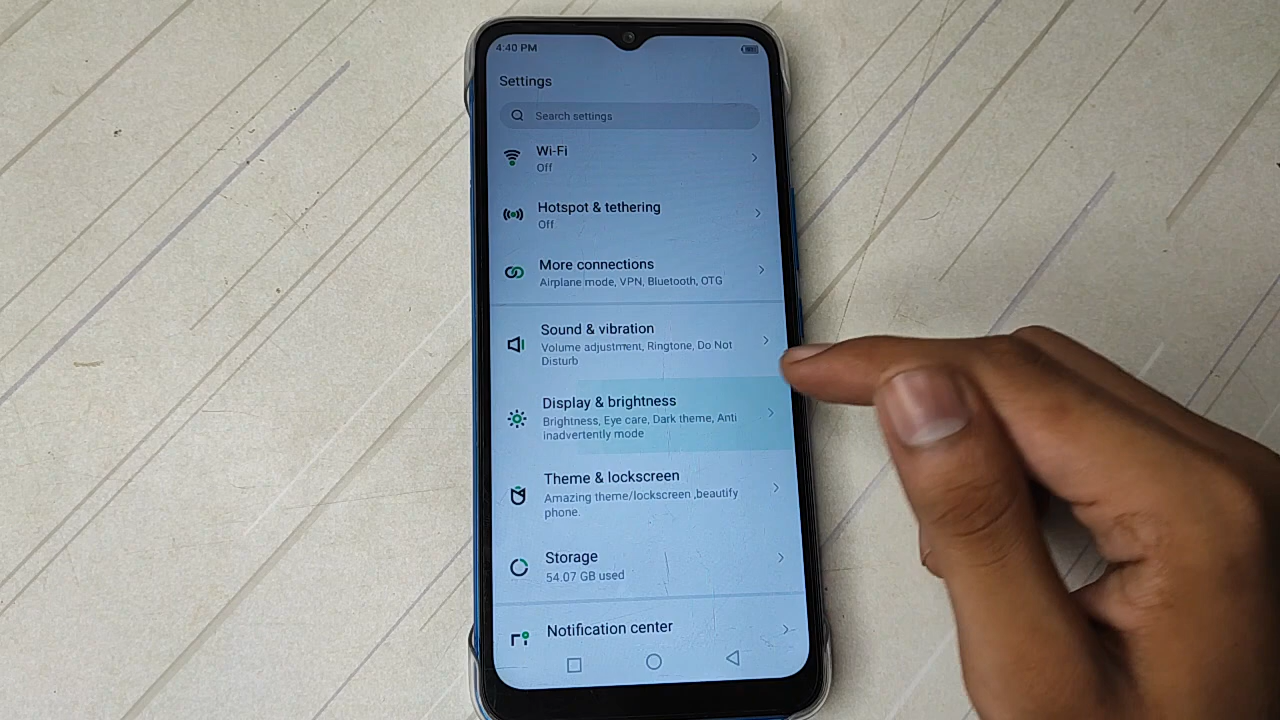 4:40 PM
Settings
Search settings
Wi-Fi
Off
Hotspot & tethering
Off
More connections
Airplane mode, VPN, Bluetooth, OTG
Sound & vibration
Volume adjustment, Ringtone, Do Not
Disturb
Display & brightness
Brightness, Eye care, Dark theme, Anti
inadvertently mode
Theme & lockscreen
Amazing theme/lockscreen ,beautify
phone.
Storage
54.07 GB used
Notification center